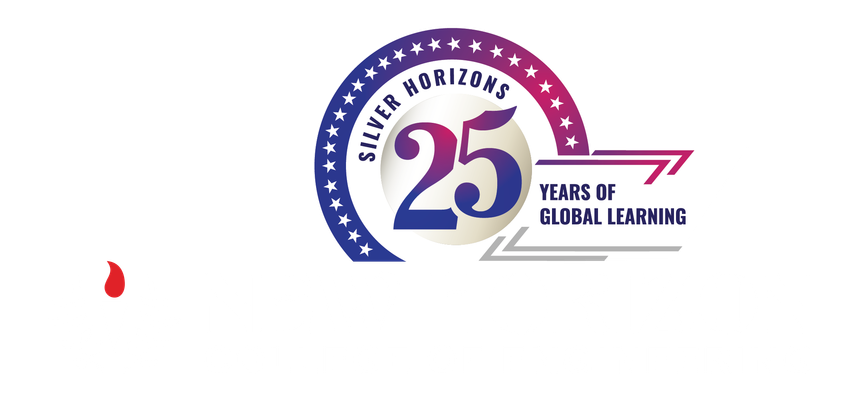 SILVER HORIZONS
25
YEARS OF
GLOBAL LEARNING